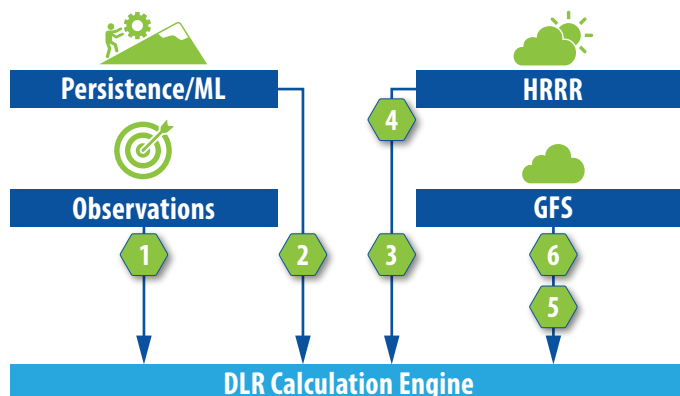 Persistence/ML
HRRR
4
Observations
GFS
1
2
3
6
5
DLR Calculation Engine